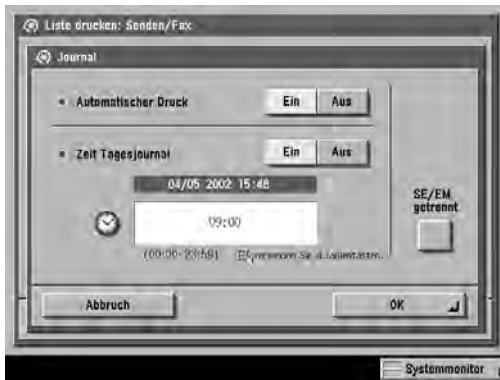 Liste drucken: Senden/Fax
Journal
Automatischer Druck Ein Aus
Zeit Tagesjournal Ein Aus
04/05 2002 15:48
SE/EM
getrennt
09:00
(00:00-23:59) Sie
Abbruch OK
Systemmonitor